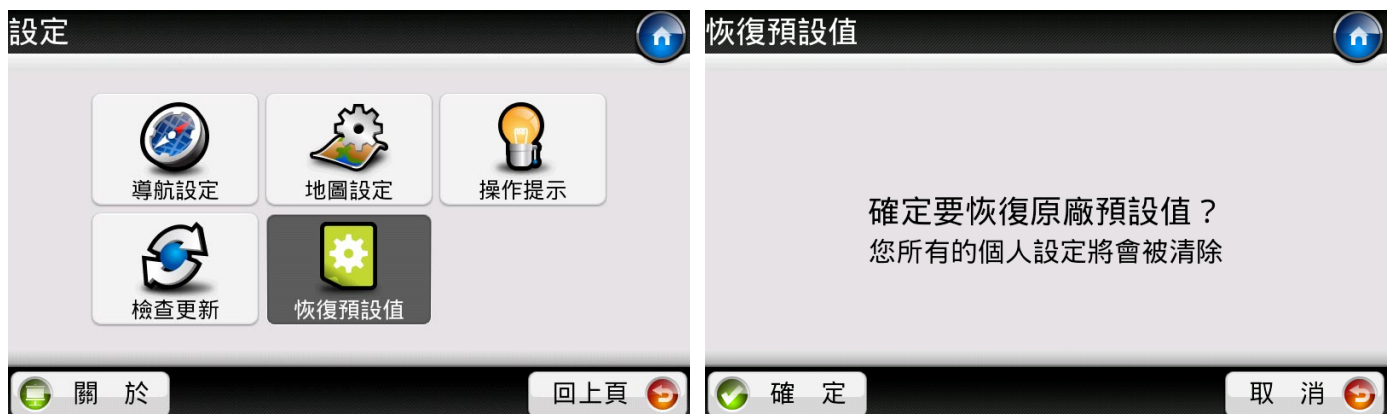 設定
導航設定
地圖設定
操作提示
檢查更新
恢復預設值
關 於
回上頁
恢復預設值
確定要恢復原廠預設值？
您所有的個人設定將會被清除
確 定
取 消